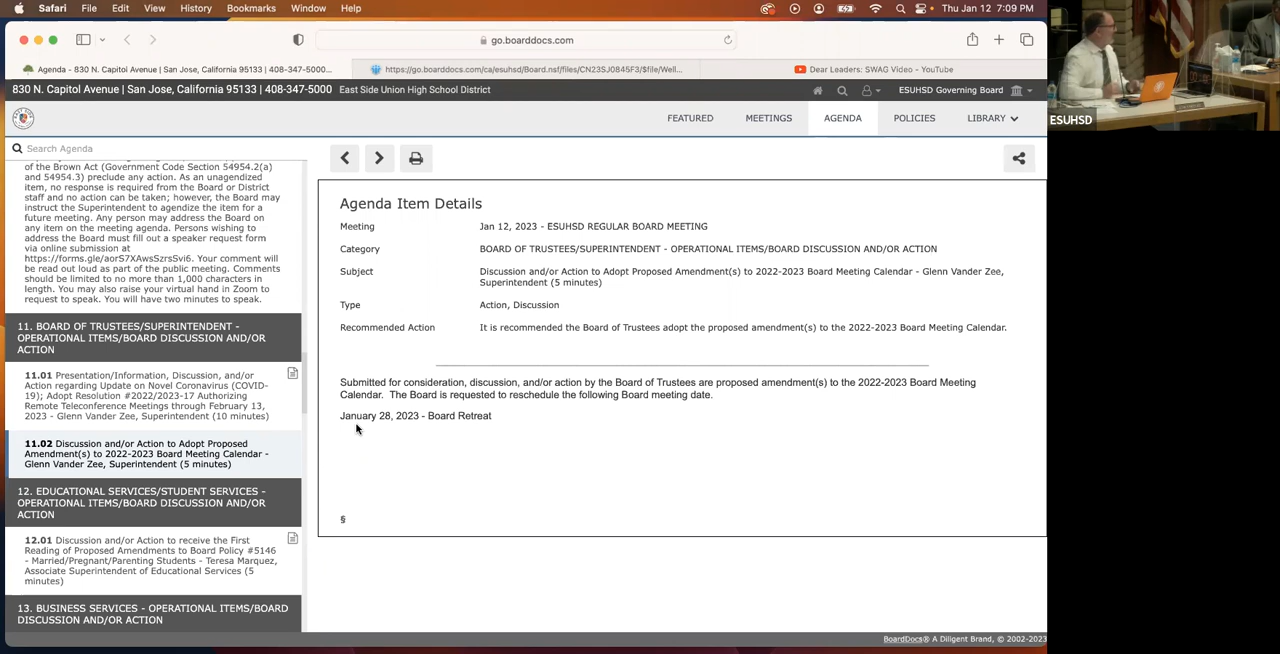 Safari File Edit View History Bookmarks Window Help Thu Jan 12 7:09 PM
go.boarddocs.com
Agenda - 830 N. Capitol Avenue | San Jose, California 95133 | 408-347-5000...
https://go.boarddocs.com/ca/esuhsd/Board.nsf/files/CN23SJ0845F3/$file/Well...
Dear Leaders: SWAG Video - YouTube
830 N. Capitol Avenue | San Jose, California 95133 | 408-347-5000 East Side Union High School District
ESUHSD Governing Board
FEATURED MEETINGS AGENDA POLICIES LIBRARY
Search Agenda
of the Brown Act (Government Code Section 54954.2(a)
and 54954.3) preclude any action. As an unagendized
item, no response is required from the Board or District
staff and no action can be taken; however, the Board may
instruct the Superintendent to agendize the item for a
future meeting. Any person may address the Board on
any item on the meeting agenda. Persons wishing to
address the Board must fill out a speaker request form
via online submission at
https://forms.gle/aorS7XAwsSzrsSvi6. Your comment will
be read out loud as part of the public meeting. Comments
should be limited to no more than 1,000 characters in
length. You may also raise your virtual hand in Zoom to
request to speak. You will have two minutes to speak.
11. BOARD OF TRUSTEES/SUPERINTENDENT -
OPERATIONAL ITEMS/BOARD DISCUSSION AND/OR
ACTION
11.01 Presentation/Information, Discussion, and/or
Action regarding Update on Novel Coronavirus (COVID-
19); Adopt Resolution #2022/2023-17 Authorizing
Remote Teleconference Meetings through February 13,
2023 - Glenn Vander Zee, Superintendent (10 minutes)
11.02 Discussion and/or Action to Adopt Proposed
Amendment(s) to 2022-2023 Board Meeting Calendar -
Glenn Vander Zee, Superintendent (5 minutes)
12. EDUCATIONAL SERVICES/STUDENT SERVICES -
OPERATIONAL ITEMS/BOARD DISCUSSION AND/OR
ACTION
12.01 Discussion and/or Action to receive the First
Reading of Proposed Amendments to Board Policy #5146
- Married/Pregnant/Parenting Students - Teresa Marquez,
Associate Superintendent of Educational Services (5
minutes)
13. BUSINESS SERVICES - OPERATIONAL ITEMS/BOARD
DISCUSSION AND/OR ACTION
Agenda Item Details
Meeting Jan 12, 2023 - ESUHSD REGULAR BOARD MEETING
Category BOARD OF TRUSTEES/SUPERINTENDENT - OPERATIONAL ITEMS/BOARD DISCUSSION AND/OR ACTION
Subject Discussion and/or Action to Adopt Proposed Amendment(s) to 2022-2023 Board Meeting Calendar - Glenn Vander Zee,
Superintendent (5 minutes)
Type Action, Discussion
Recommended Action It is recommended the Board of Trustees adopt the proposed amendment(s) to the 2022-2023 Board Meeting Calendar.
Submitted for consideration, discussion, and/or action by the Board of Trustees are proposed amendment(s) to the 2022-2023 Board Meeting
Calendar. The Board is requested to reschedule the following Board meeting date.
January 28, 2023 - Board Retreat
§
BoardDocs® A Diligent Brand, © 2002-2023
ESUHSD